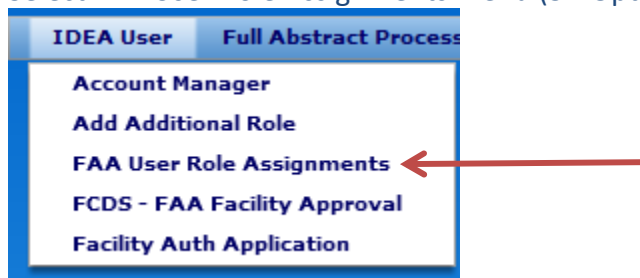 IDEA User Full Abstract Process
Account Manager
Add Additional Role
FAA User Role Assignments
FCDS - FAA Facility Approval
Facility Auth Application